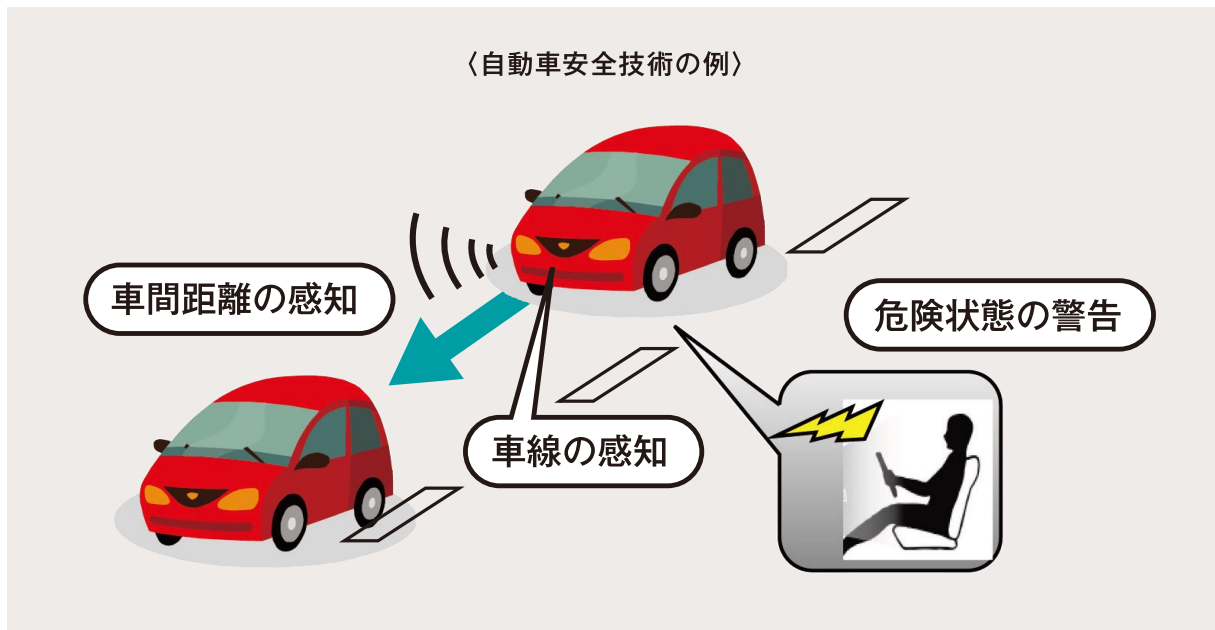 〈自動車安全技術の例〉
車間距離の感知
危険状態の警告
車線の感知